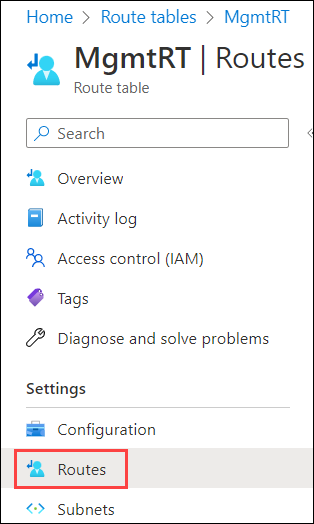 Home > Route tables > MgmtRT
MgmtRT | Routes
Route table
Search
Overview
Activity log
Access control (IAM)
Tags
Diagnose and solve problems
Settings
Configuration
Routes
Subnets